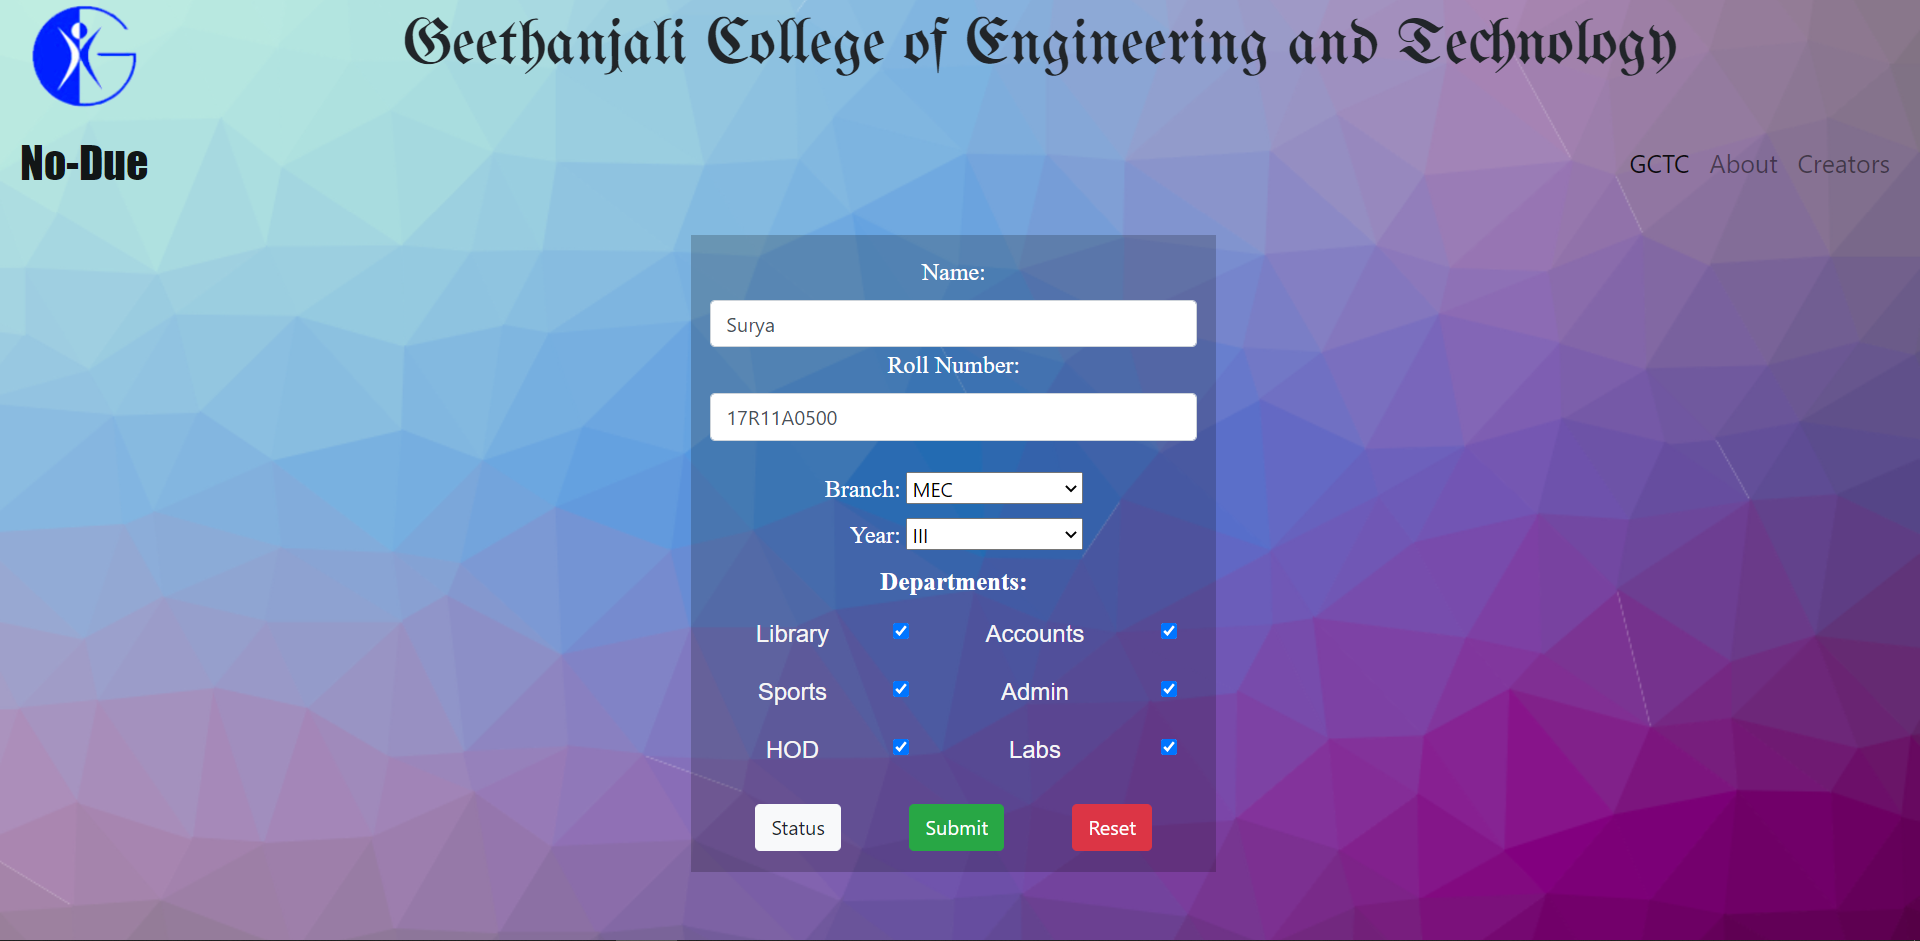 Geethanjali College of Engineering and Technology
No-Due
GCTC About Creators
Name:
Surya
Roll Number:
17R11A0500
Branch: MEC
Year: III
Departments:
Library Accounts
Sports Admin
HOD Labs
Status Submit Reset